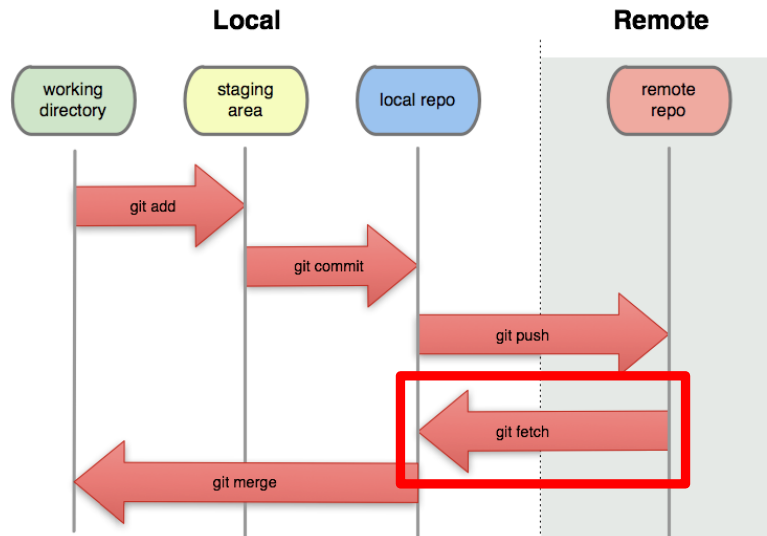 Local
Remote
working
directory
staging
area
local repo
remote
repo
git add
git commit
git push
git fetch
git merge